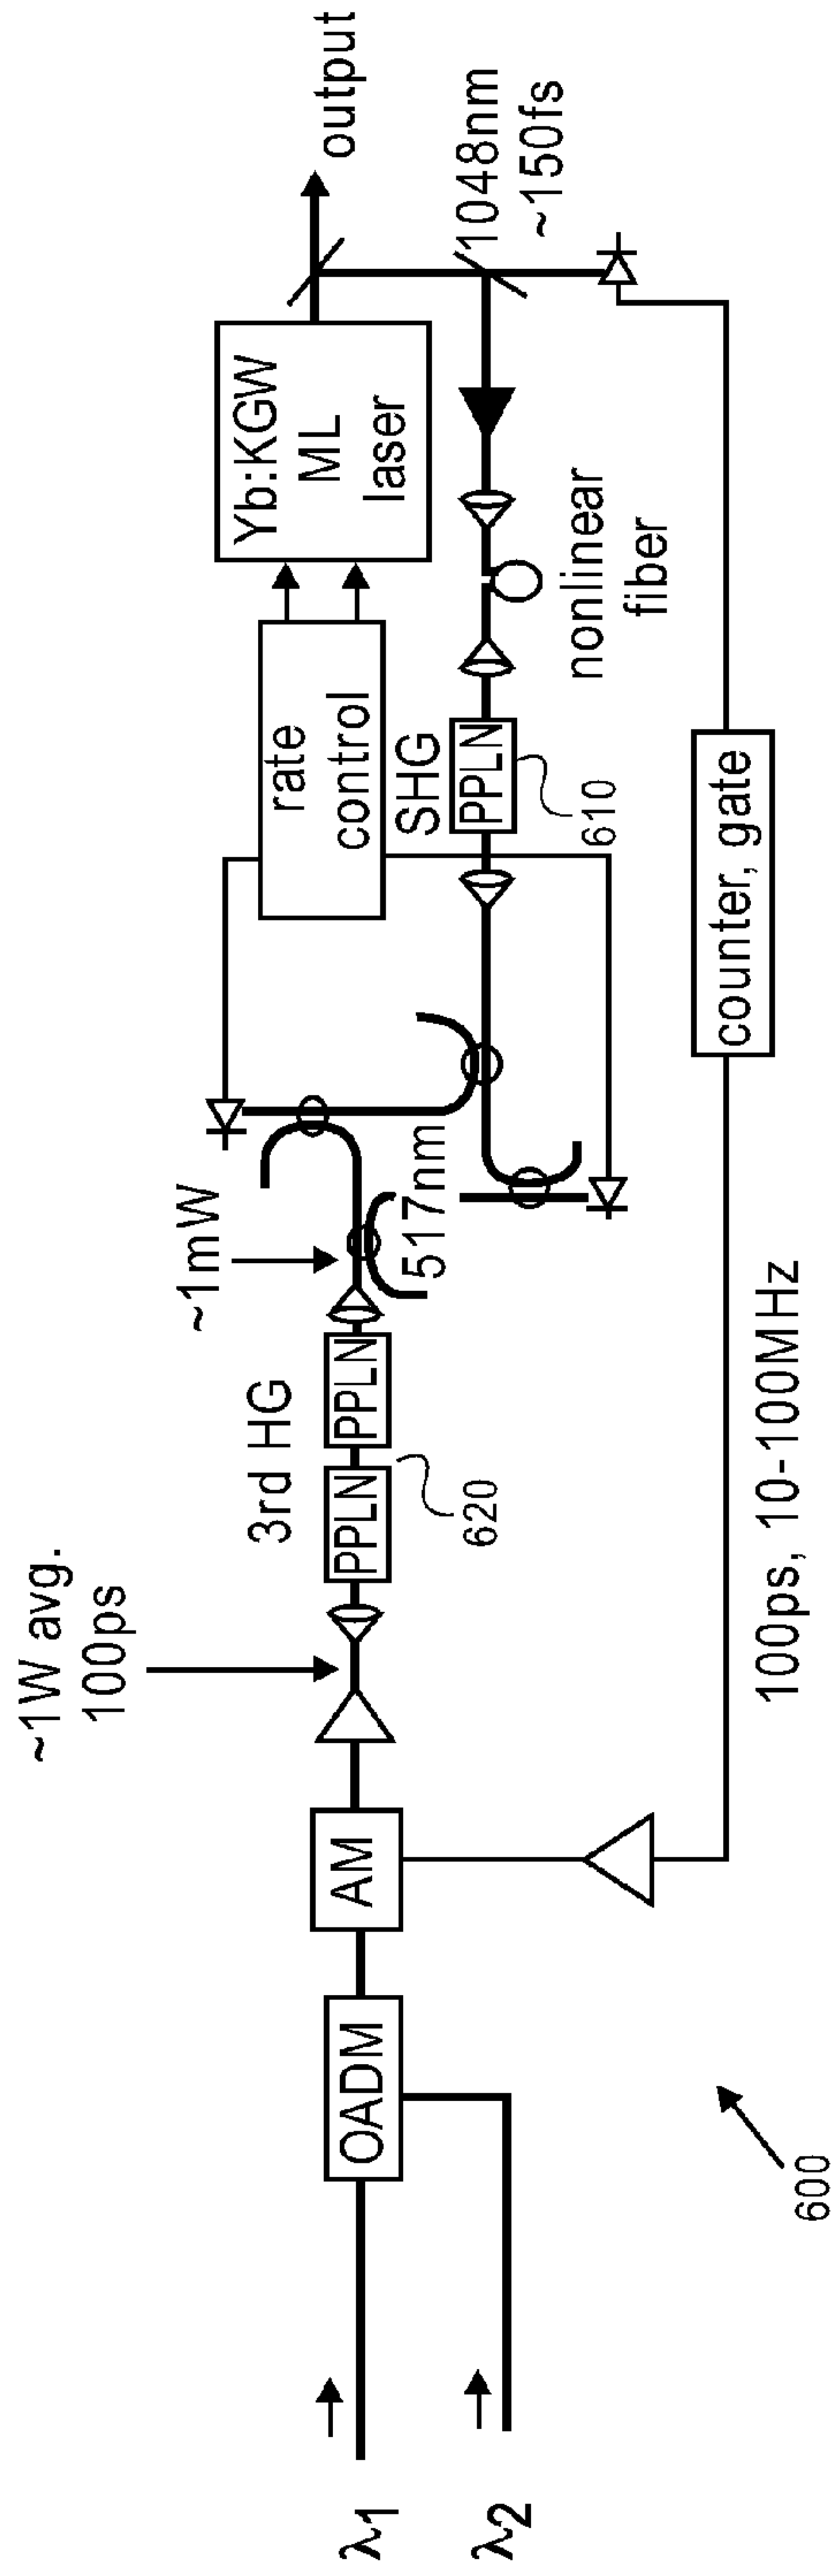 λ1
λ2
OADM
AM
~1W avg.
100ps
3rd HG
PPLN
PPLN
620
~1mW
517nm
rate
control
Yb:KGW
ML
laser
output
1048nm
~150fs
nonlinear
fiber
SHG
PPLN
610
counter, gate
100ps, 10-100MHz
600